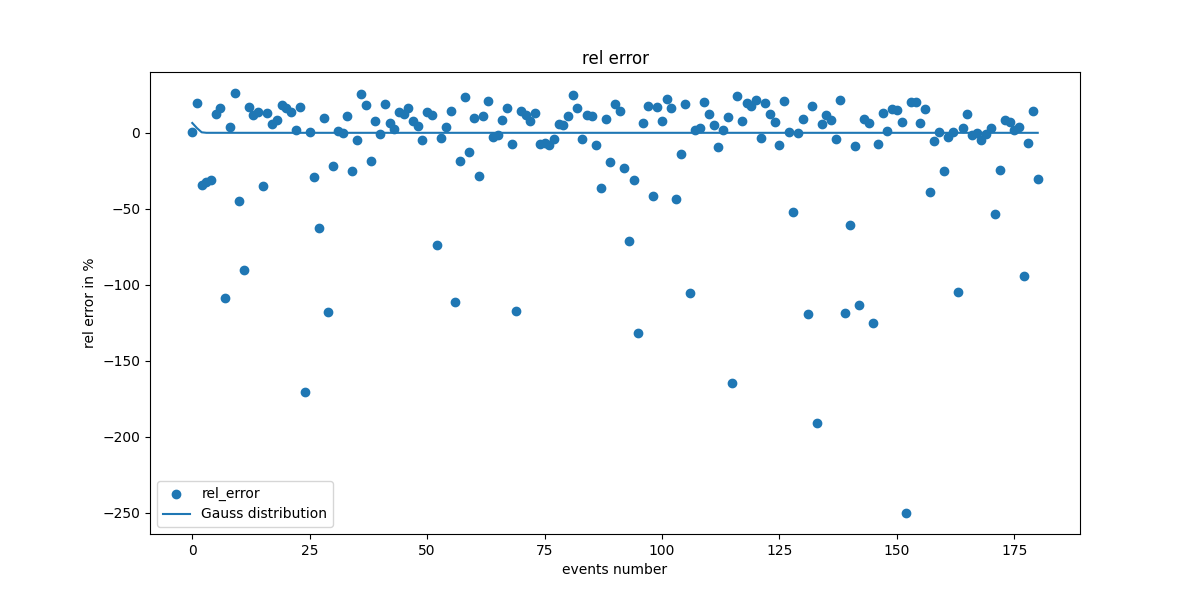 rel error
rel error in %
0
−50
−100
−150
−200
−250
rel_error
Gauss distribution
0
25
50
75
100
125
150
175
events number